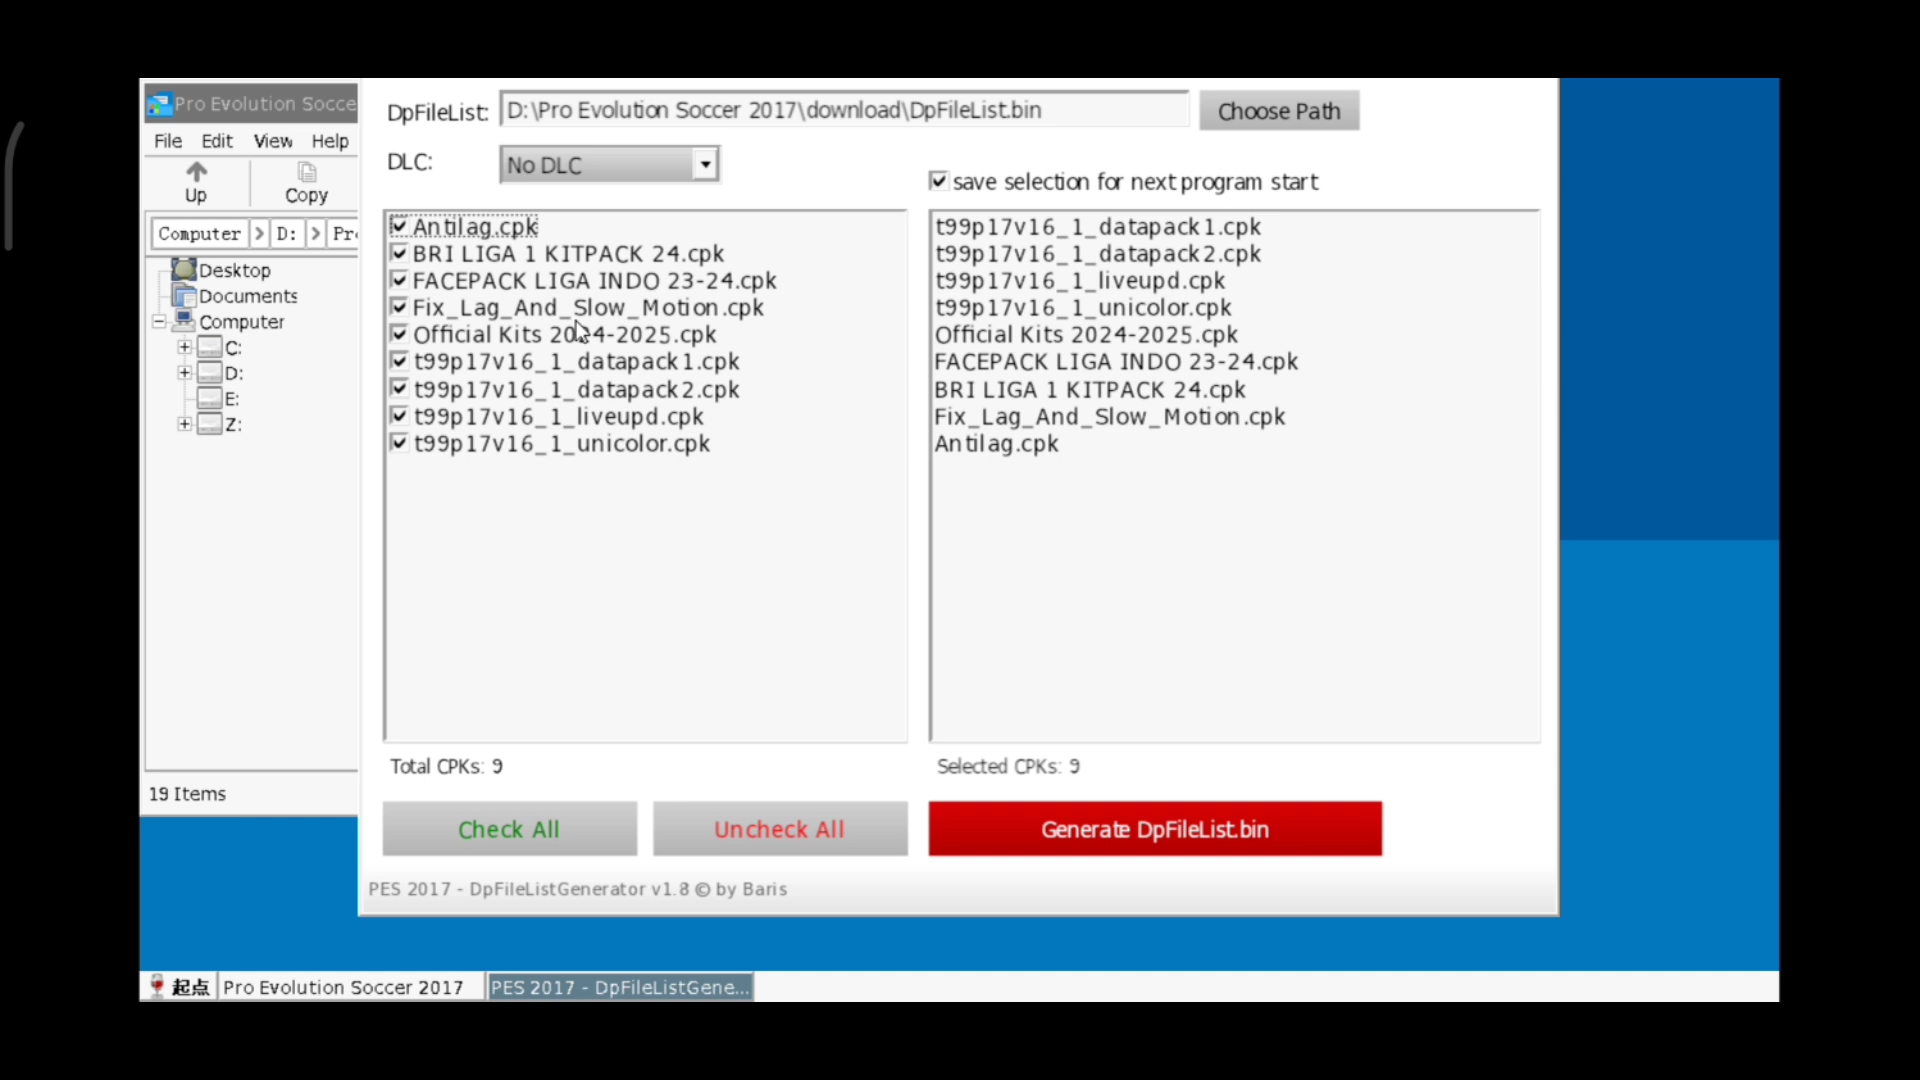 Pro Evolution Socce
File Edit View Help
Up Copy
Computer > D: > Pr
Desktop
Documents
Computer
C:
D:
E:
Z:
19 Items
DpFileList: D:\Pro Evolution Soccer 2017\download\DpFileList.bin Choose Path
DLC: No DLC
save selection for next program start
Antilag.cpk
BRI LIGA 1 KITPACK 24.cpk
FACEPACK LIGA INDO 23-24.cpk
Fix_Lag_And_Slow_Motion.cpk
Official Kits 2024-2025.cpk
t99p17v16_1_datapack1.cpk
t99p17v16_1_datapack2.cpk
t99p17v16_1_liveupd.cpk
t99p17v16_1_unicolor.cpk
Total CPKs: 9
t99p17v16_1_datapack1.cpk
t99p17v16_1_datapack2.cpk
t99p17v16_1_liveupd.cpk
t99p17v16_1_unicolor.cpk
Official Kits 2024-2025.cpk
FACEPACK LIGA INDO 23-24.cpk
BRI LIGA 1 KITPACK 24.cpk
Fix_Lag_And_Slow_Motion.cpk
Antilag.cpk
Selected CPKs: 9
Check All Uncheck All Generate DpFileList.bin
PES 2017 - DpFileListGenerator v1.8 © by Baris
起点 Pro Evolution Soccer 2017 PES 2017 - DpFileListGene...